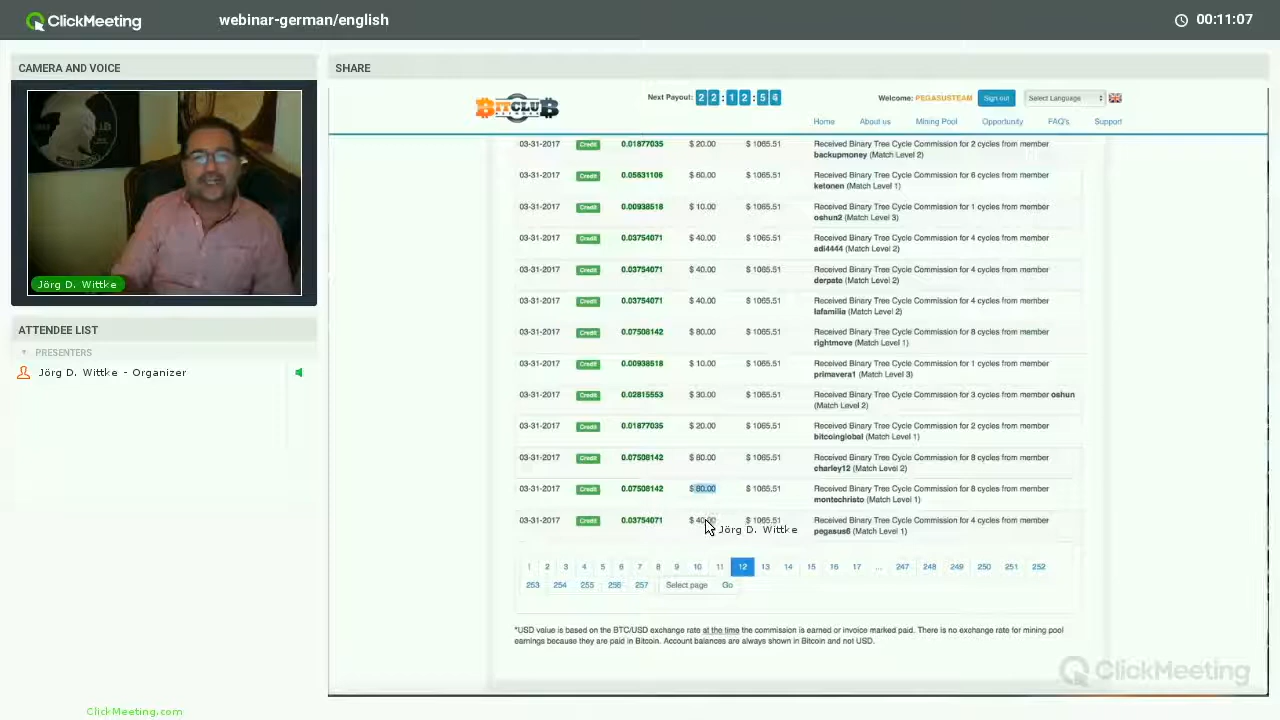 ClickMeeting
webinar-german/english
00:11:07
CAMERA AND VOICE
Jörg D. Wittke
ATTENDEE LIST
PRESENTERS
Jörg D. Wittke - Organizer
ClickMeeting.com
SHARE
BITCLUB
Next Payout: 22:12:54
Welcome: PEGASUSTEAM Sign out Select Language
Home About us Mining Pool Opportunity FAQ's Support
03-31-2017 Credit 0.01877035 $ 20.00 $ 1065.51 Received Binary Tree Cycle Commission for 2 cycles from member
backupmoney (Match Level 2)
03-31-2017 Credit 0.05631106 $ 60.00 $ 1065.51 Received Binary Tree Cycle Commission for 6 cycles from member
ketonen (Match Level 1)
03-31-2017 Credit 0.00938518 $ 10.00 $ 1065.51 Received Binary Tree Cycle Commission for 1 cycles from member
oshun2 (Match Level 3)
03-31-2017 Credit 0.03754071 $ 40.00 $ 1065.51 Received Binary Tree Cycle Commission for 4 cycles from member
adi4444 (Match Level 2)
03-31-2017 Credit 0.03754071 $ 40.00 $ 1065.51 Received Binary Tree Cycle Commission for 4 cycles from member
derpate (Match Level 2)
03-31-2017 Credit 0.03754071 $ 40.00 $ 1065.51 Received Binary Tree Cycle Commission for 4 cycles from member
lafamilia (Match Level 2)
03-31-2017 Credit 0.07508142 $ 80.00 $ 1065.51 Received Binary Tree Cycle Commission for 8 cycles from member
rightmove (Match Level 1)
03-31-2017 Credit 0.00938518 $ 10.00 $ 1065.51 Received Binary Tree Cycle Commission for 1 cycles from member
primavera1 (Match Level 3)
03-31-2017 Credit 0.02815553 $ 30.00 $ 1065.51 Received Binary Tree Cycle Commission for 3 cycles from member oshun
(Match Level 2)
03-31-2017 Credit 0.01877035 $ 20.00 $ 1065.51 Received Binary Tree Cycle Commission for 2 cycles from member
bitcoinglobal (Match Level 1)
03-31-2017 Credit 0.07508142 $ 80.00 $ 1065.51 Received Binary Tree Cycle Commission for 8 cycles from member
charley12 (Match Level 2)
03-31-2017 Credit 0.07508142 $ 80.00 $ 1065.51 Received Binary Tree Cycle Commission for 8 cycles from member
montechristo (Match Level 1)
03-31-2017 Credit 0.03754071 $ 40.00 $ 1065.51 Received Binary Tree Cycle Commission for 4 cycles from member
pegasus6 (Match Level 1)
Jörg D. Wittke
1 2 3 4 5 6 7 8 9 10 11 12 13 14 15 16 17 ... 247 248 249 250 251 252
253 254 255 256 257 Select page Go
*USD value is based on the BTC/USD exchange rate at the time the commission is earned or invoice marked paid. There is no exchange rate for mining pool
earnings because they are paid in Bitcoin. Account balances are always shown in Bitcoin and not USD.
ClickMeeting